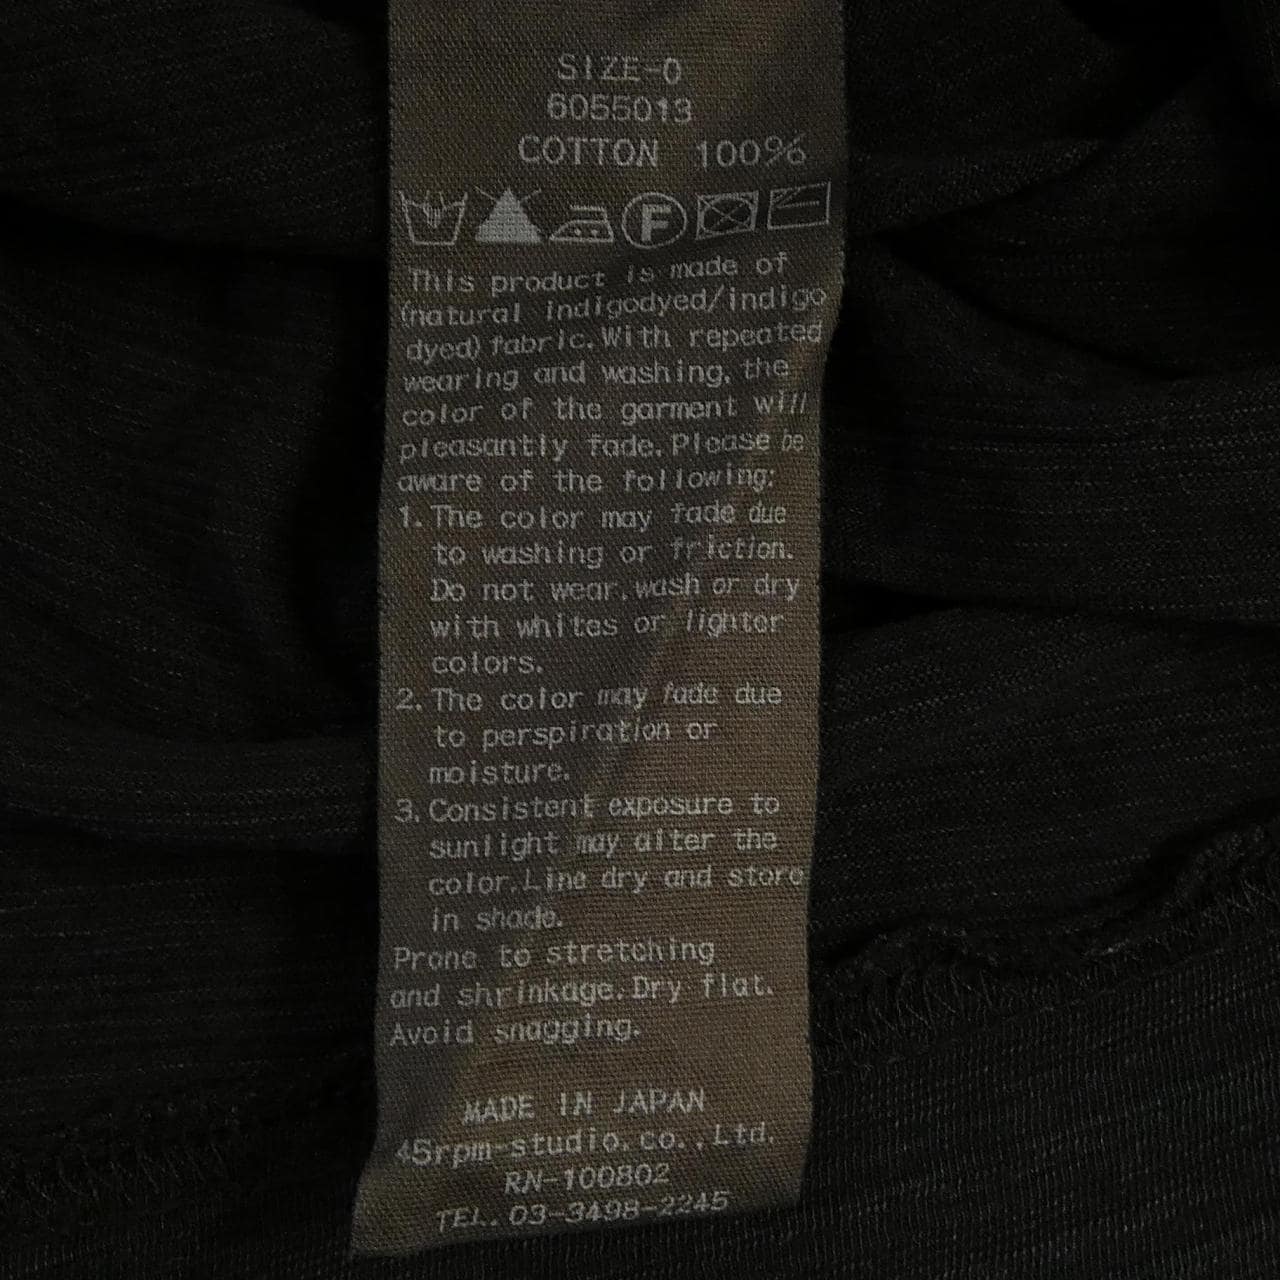 SIZE-0
6055013
COTTON 100%
F
This product is made of
(natural indigodyed/indigo
dyed) fabric. With repeated
wearing and washing, the
color of the garment will
pleasantly fade. Please be
aware of the following:
1. The color may fade due
to washing or friction.
Do not wear, wash or dry
with whites or lighter
colors.
2. The color may fade due
to perspiration or
moisture.
3. Consistent exposure to
sunlight may alter the
color. Line dry and store
in shade.
Prone to stretching
and shrinkage. Dry flat.
Avoid snagging.
MADE IN JAPAN
45rpm-studio.co.,Ltd.
RN-100802
TEL. 03-3498-2245